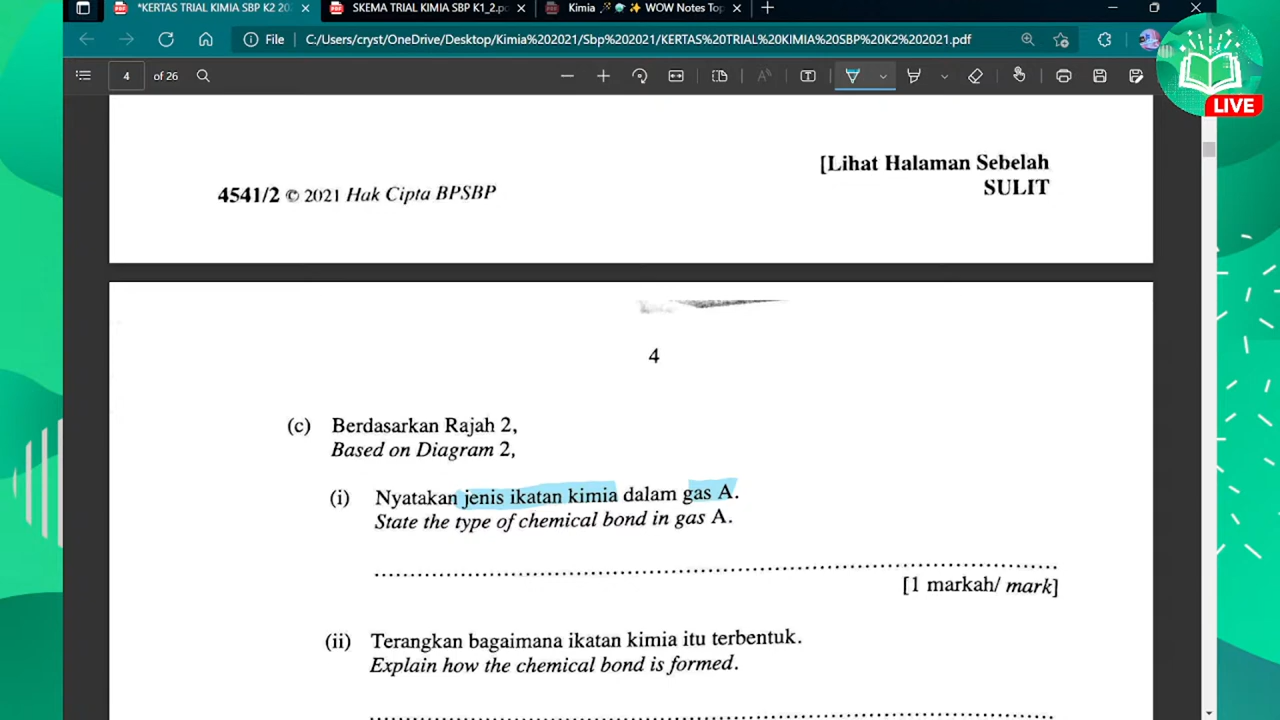 *KERTAS TRIAL KIMIA SBP K2 202
SKEMA TRIAL KIMIA SBP K1_2.p
Kimia 🪄 ✨ WOW Notes Top
File C:/Users/cryst/OneDrive/Desktop/Kimia%202021/Sbp%202021/KERTAS%20TRIAL%20KIMIA%20SBP%20K2%202021.pdf
LIVE
4 of 26
[Lihat Halaman Sebelah
4541/2 © 2021 Hak Cipta BPSBP
SULIT
4
(c) Berdasarkan Rajah 2,
Based on Diagram 2,
(i) Nyatakan jenis ikatan kimia dalam gas A.
State the type of chemical bond in gas A.
[1 markah/ mark]
(ii) Terangkan bagaimana ikatan kimia itu terbentuk.
Explain how the chemical bond is formed.